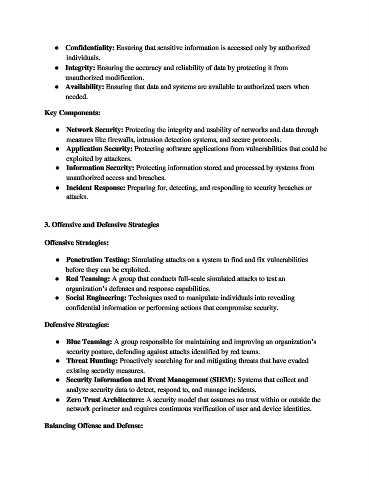 ● Confidentiality: Ensuring that sensitive information is accessed only by authorized
individuals.
● Integrity: Ensuring the accuracy and reliability of data by protecting it from
unauthorized modification.
● Availability: Ensuring that data and systems are available to authorized users when
needed.
Key Components:
● Network Security: Protecting the integrity and usability of networks and data through
measures like firewalls, intrusion detection systems, and secure protocols.
● Application Security: Protecting software applications from vulnerabilities that could be
exploited by attackers.
● Information Security: Protecting information stored and processed by systems from
unauthorized access and breaches.
● Incident Response: Preparing for, detecting, and responding to security breaches or
attacks.
3. Offensive and Defensive Strategies
Offensive Strategies:
● Penetration Testing: Simulating attacks on a system to find and fix vulnerabilities
before they can be exploited.
● Red Teaming: A group that conducts full-scale simulated attacks to test an
organization's defenses and response capabilities.
● Social Engineering: Techniques used to manipulate individuals into revealing
confidential information or performing actions that compromise security.
Defensive Strategies:
● Blue Teaming: A group responsible for maintaining and improving an organization's
security posture, defending against attacks identified by red teams.
● Threat Hunting: Proactively searching for and mitigating threats that have evaded
existing security measures.
● Security Information and Event Management (SIEM): Systems that collect and
analyze security data to detect, respond to, and manage incidents.
● Zero Trust Architecture: A security model that assumes no trust within or outside the
network perimeter and requires continuous verification of user and device identities.
Balancing Offense and Defense: